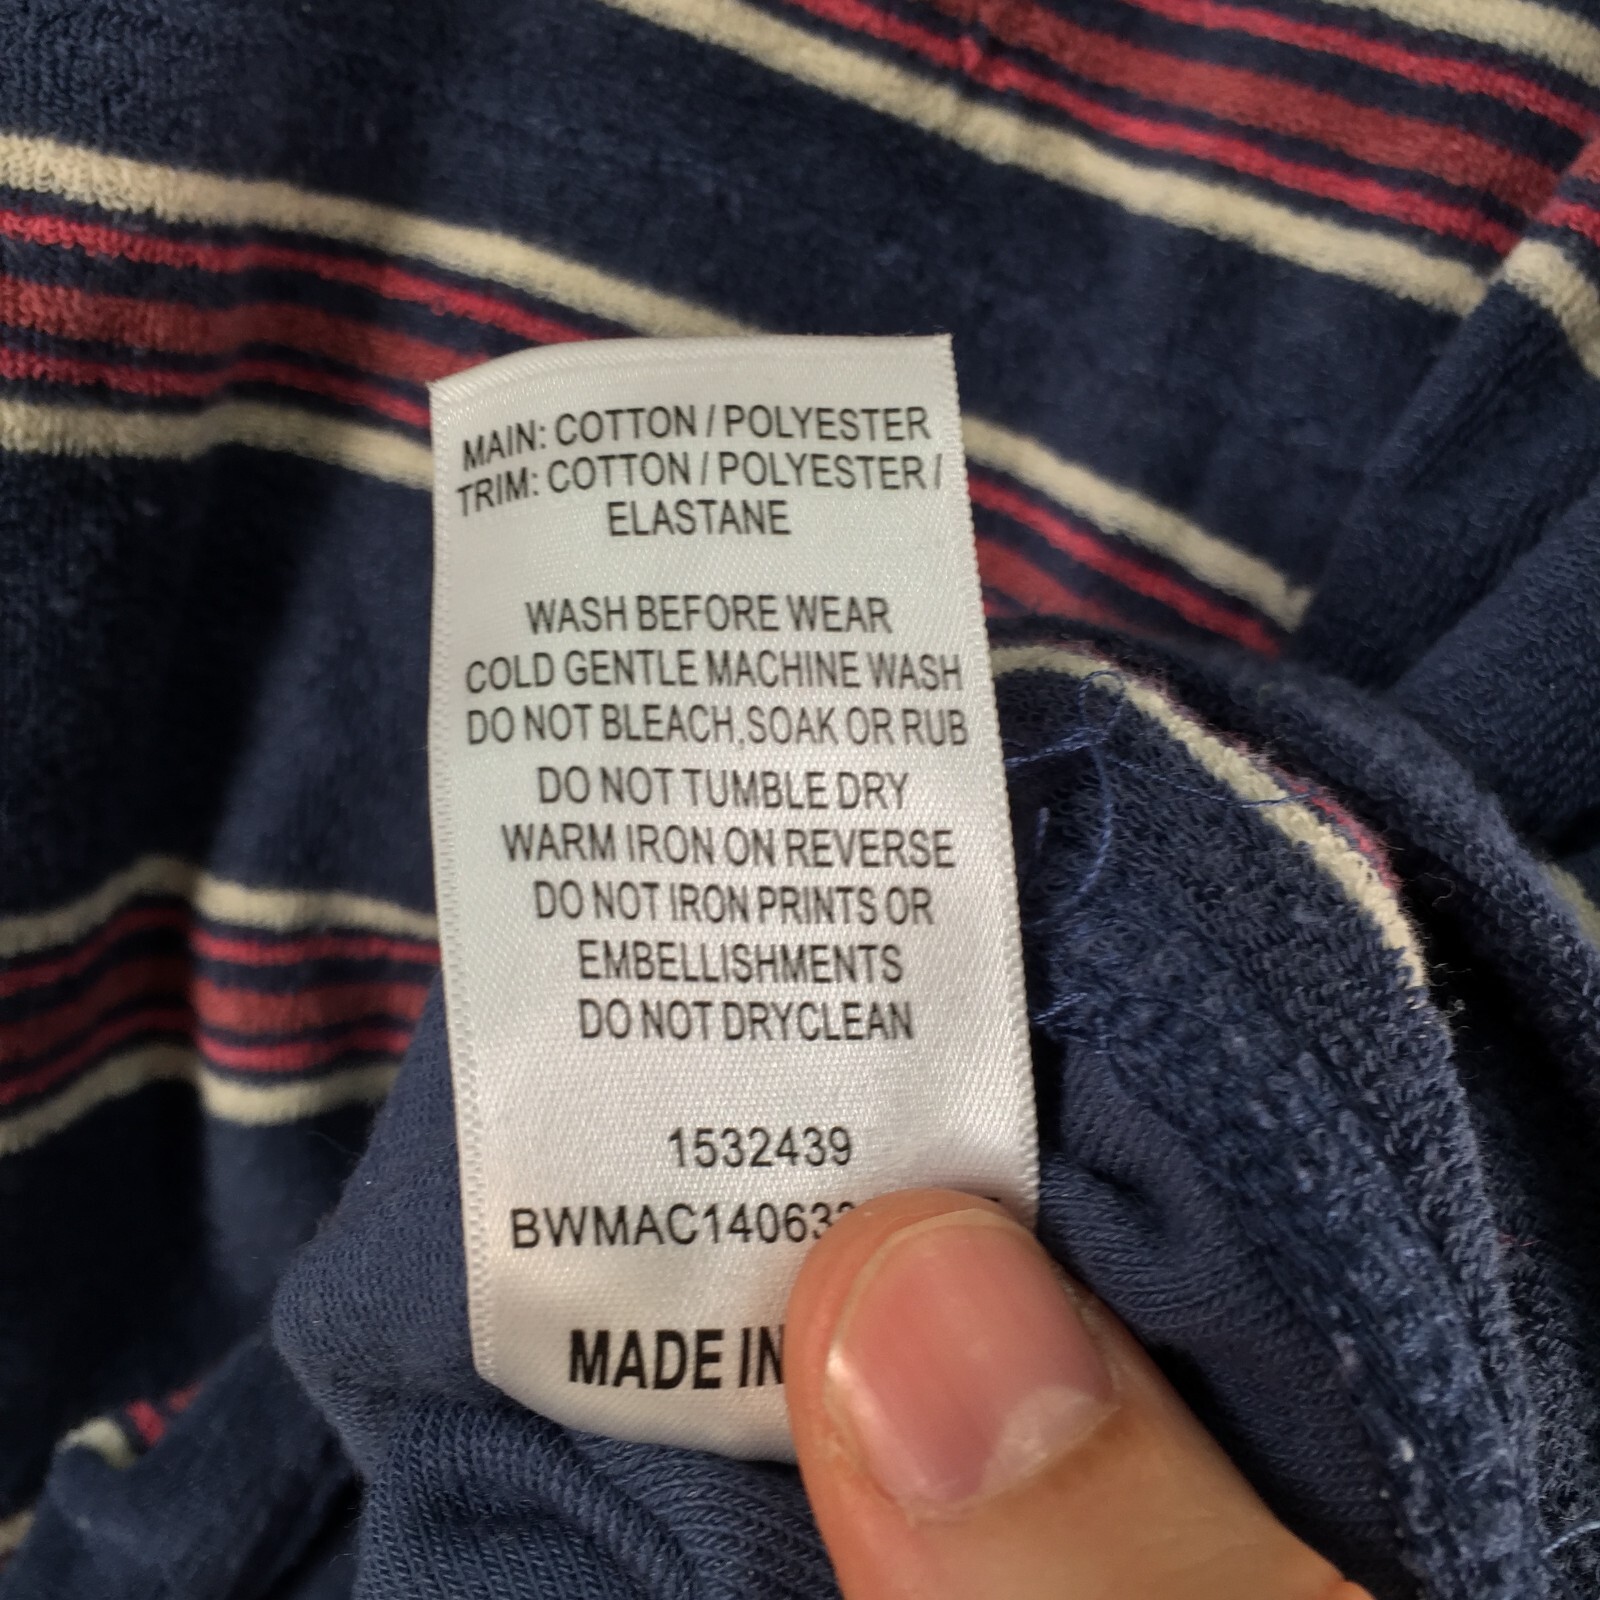 MAIN: COTTON / POLYESTER
TRIM: COTTON / POLYESTER /
ELASTANE
WASH BEFORE WEAR
COLD GENTLE MACHINE WASH
DO NOT BLEACH,SOAK OR RUB
DO NOT TUMBLE DRY
WARM IRON ON REVERSE
DO NOT IRON PRINTS OR
EMBELLISHMENTS
DO NOT DRYCLEAN
1532439
MADE IN